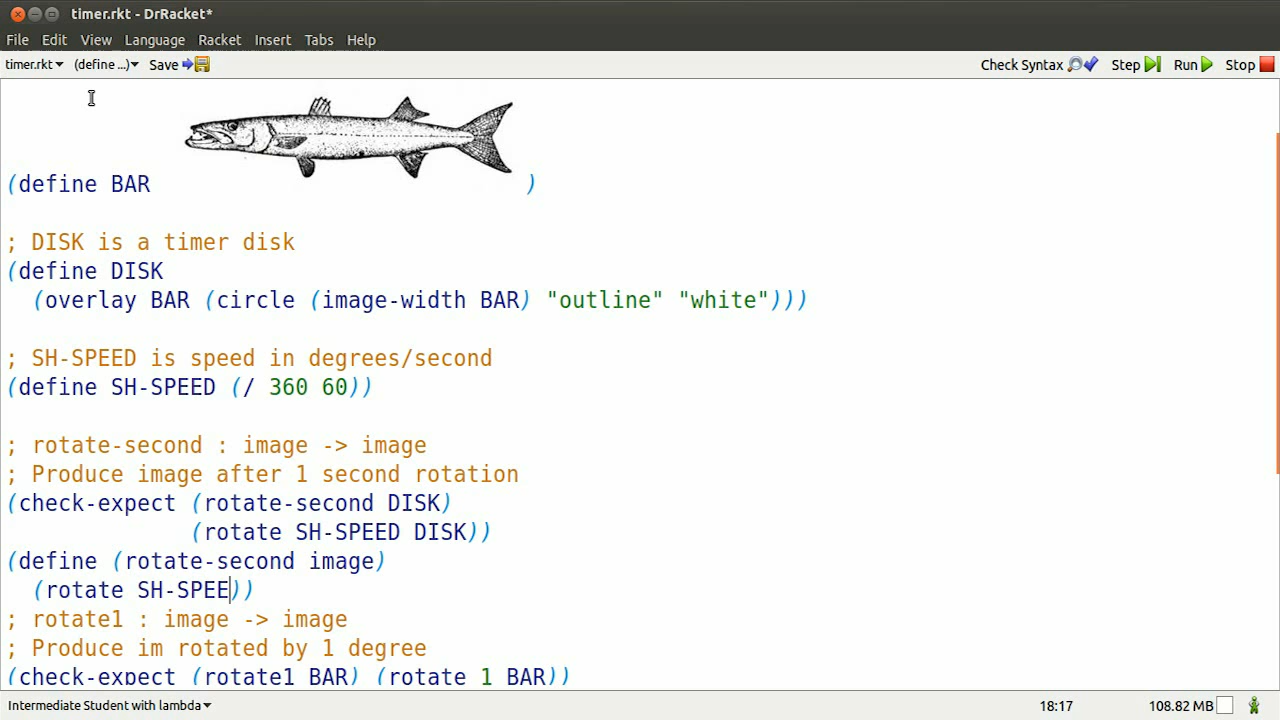 timer.rkt - DrRacket*
File Edit View Language Racket Insert Tabs Help
timer.rkt (define ...) Save Check Syntax Step Run Stop
(define BAR )
; DISK is a timer disk
(define DISK
(overlay BAR (circle (image-width BAR) "outline" "white")))
; SH-SPEED is speed in degrees/second
(define SH-SPEED (/ 360 60))
; rotate-second : image -> image
; Produce image after 1 second rotation
(check-expect (rotate-second DISK)
(rotate SH-SPEED DISK))
(define (rotate-second image)
(rotate SH-SPEE))
; rotate1 : image -> image
; Produce im rotated by 1 degree
(check-expect (rotate1 BAR) (rotate 1 BAR))
Intermediate Student with lambda 18:17 108.82 MB